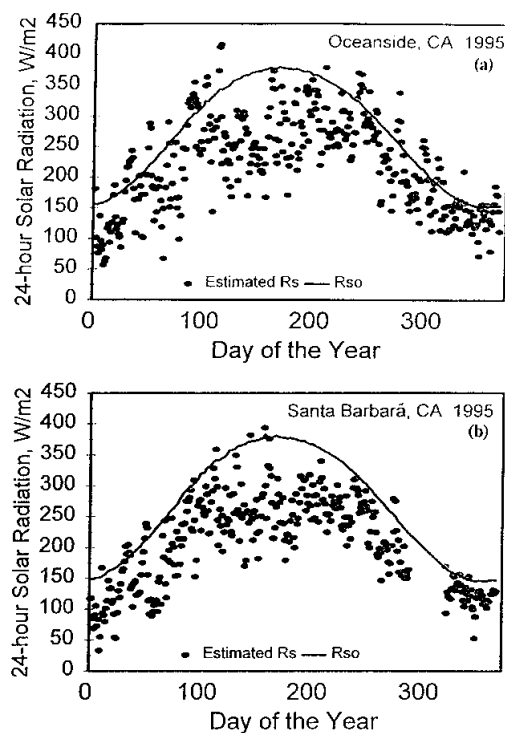 450
400
350
300
250
200
150
100
50
0
24-hour Solar Radiation, W/m2
Oceanside, CA 1995
(a)
Estimated Rs
Rso
0
100
200
300
Day of the Year
450
400
350
300
250
200
150
100
50
0
24-hour Solar Radiation, W/m2
Santa Barbará, CA 1995
(b)
Estimated Rs
Rso
0
100
200
300
Day of the Year